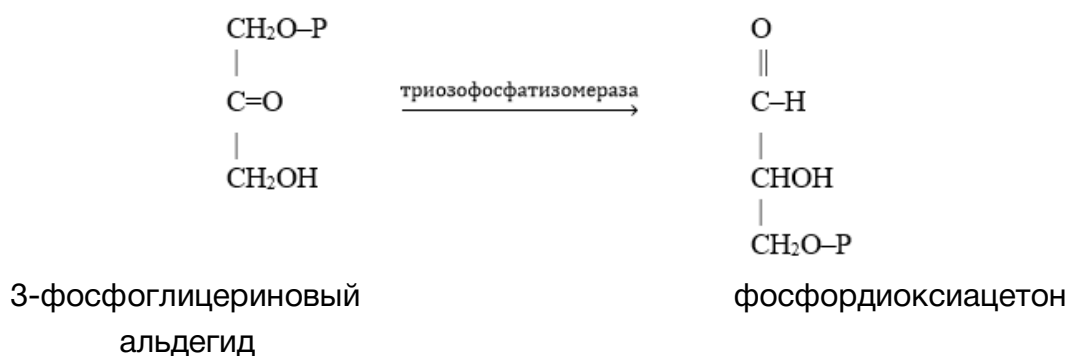 CH₂O–P O
| ||
C=O триозофосфатизомераза C–H
| |
CH₂OH CHOH
|
CH₂O–P
3-фосфоглицериновый фосфордиоксиацетон
альдегид